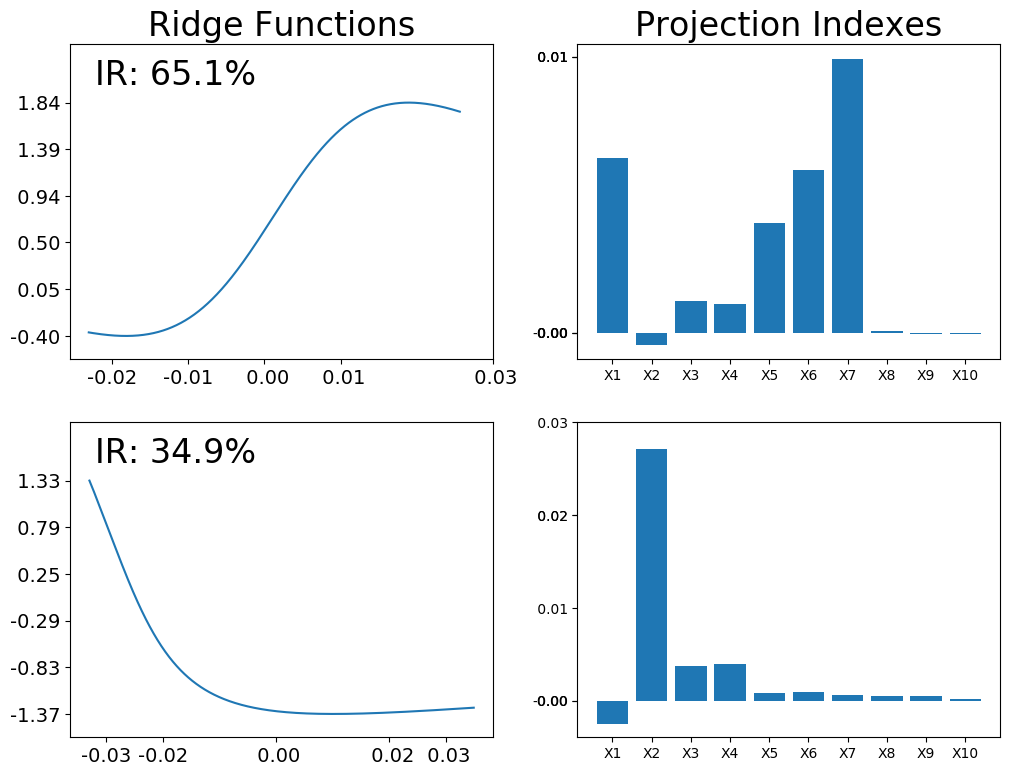 Ridge Functions
IR: 65.1%
1.84
1.39
0.94
0.50
0.05
-0.40
-0.02 -0.01 0.00 0.01 0.03
Projection Indexes
0.01
-0.00
X1 X2 X3 X4 X5 X6 X7 X8 X9 X10
IR: 34.9%
1.33
0.79
0.25
-0.29
-0.83
-1.37
-0.03 -0.02 0.00 0.02 0.03
0.03
0.02
0.01
-0.00
X1 X2 X3 X4 X5 X6 X7 X8 X9 X10